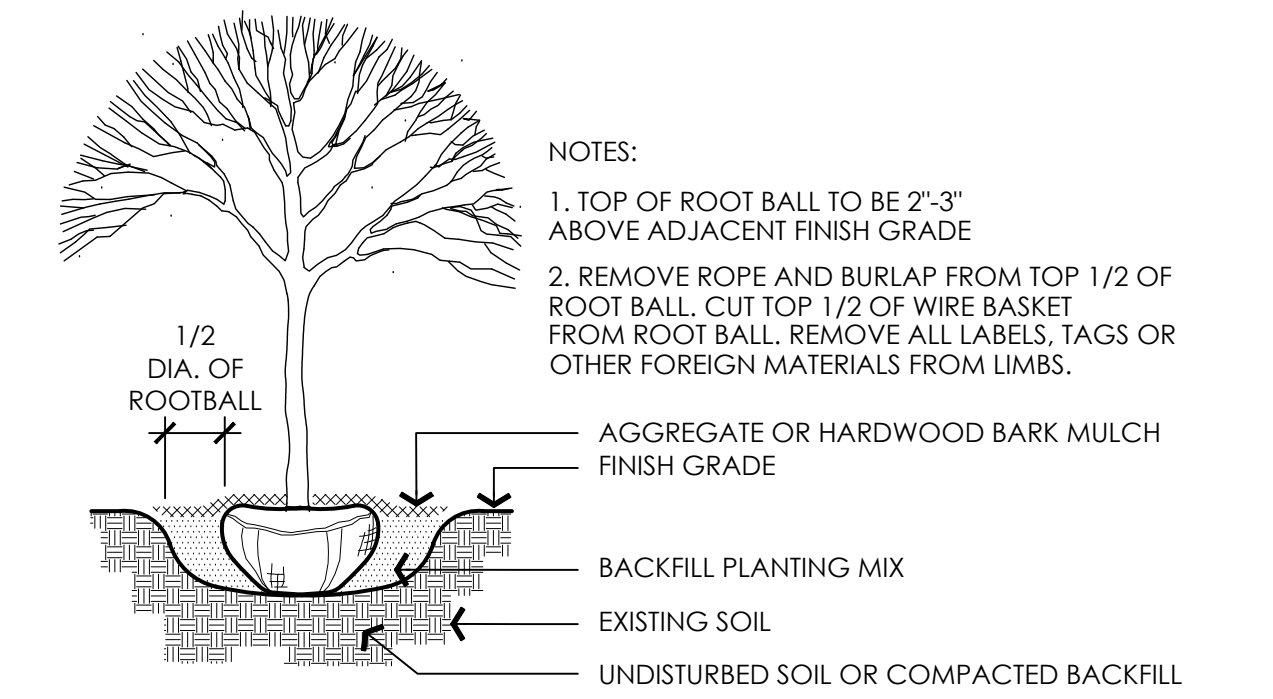 NOTES:
1. TOP OF ROOT BALL TO BE 2"-3"
ABOVE ADJACENT FINISH GRADE
2. REMOVE ROPE AND BURLAP FROM TOP 1/2 OF
ROOT BALL. CUT TOP 1/2 OF WIRE BASKET
FROM ROOT BALL. REMOVE ALL LABELS, TAGS OR
OTHER FOREIGN MATERIALS FROM LIMBS.
1/2
DIA. OF
ROOTBALL
AGGREGATE OR HARDWOOD BARK MULCH
FINISH GRADE
BACKFILL PLANTING MIX
EXISTING SOIL
UNDISTURBED SOIL OR COMPACTED BACKFILL